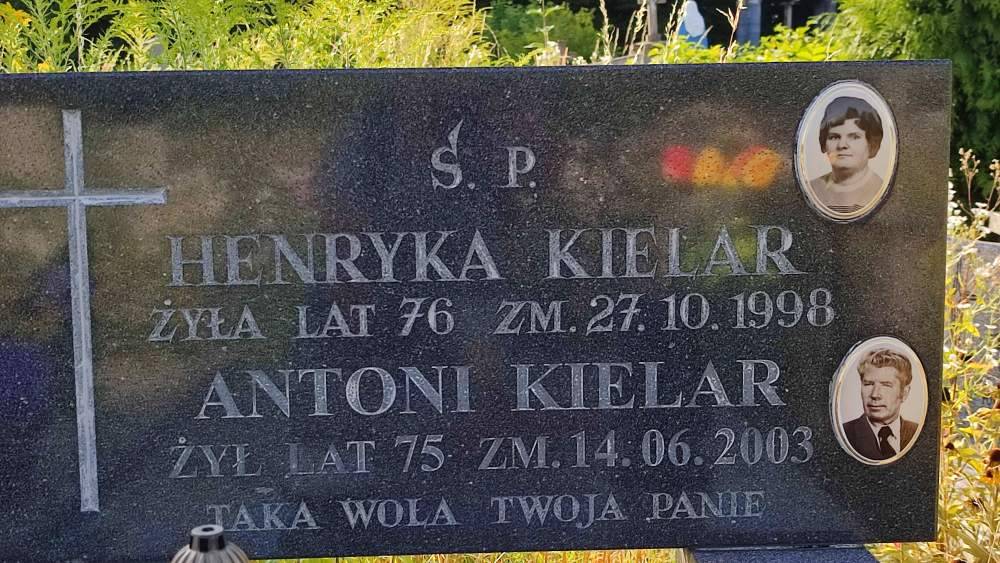 Ś. P.
HENRYKA KIELAR
ŻYŁA LAT 76 ZM. 27. 10. 1998
ANTONI KIELAR
ŻYŁ LAT 75 ZM. 14. 06. 2003
TAKA WOLA TWOJA PANIE